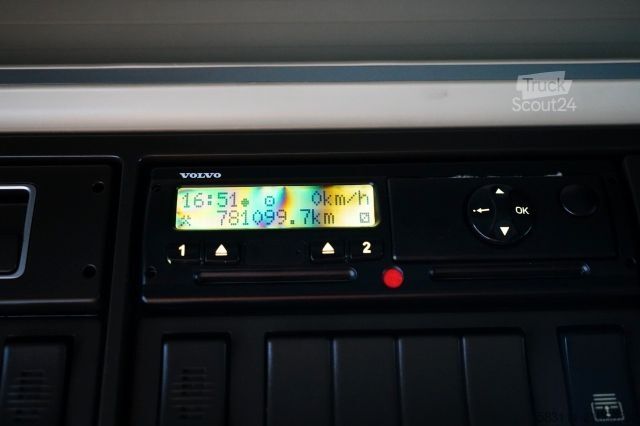 Truck
Scout24
VOLVO
16:51 0km/h
781099.7km
1 2
OK